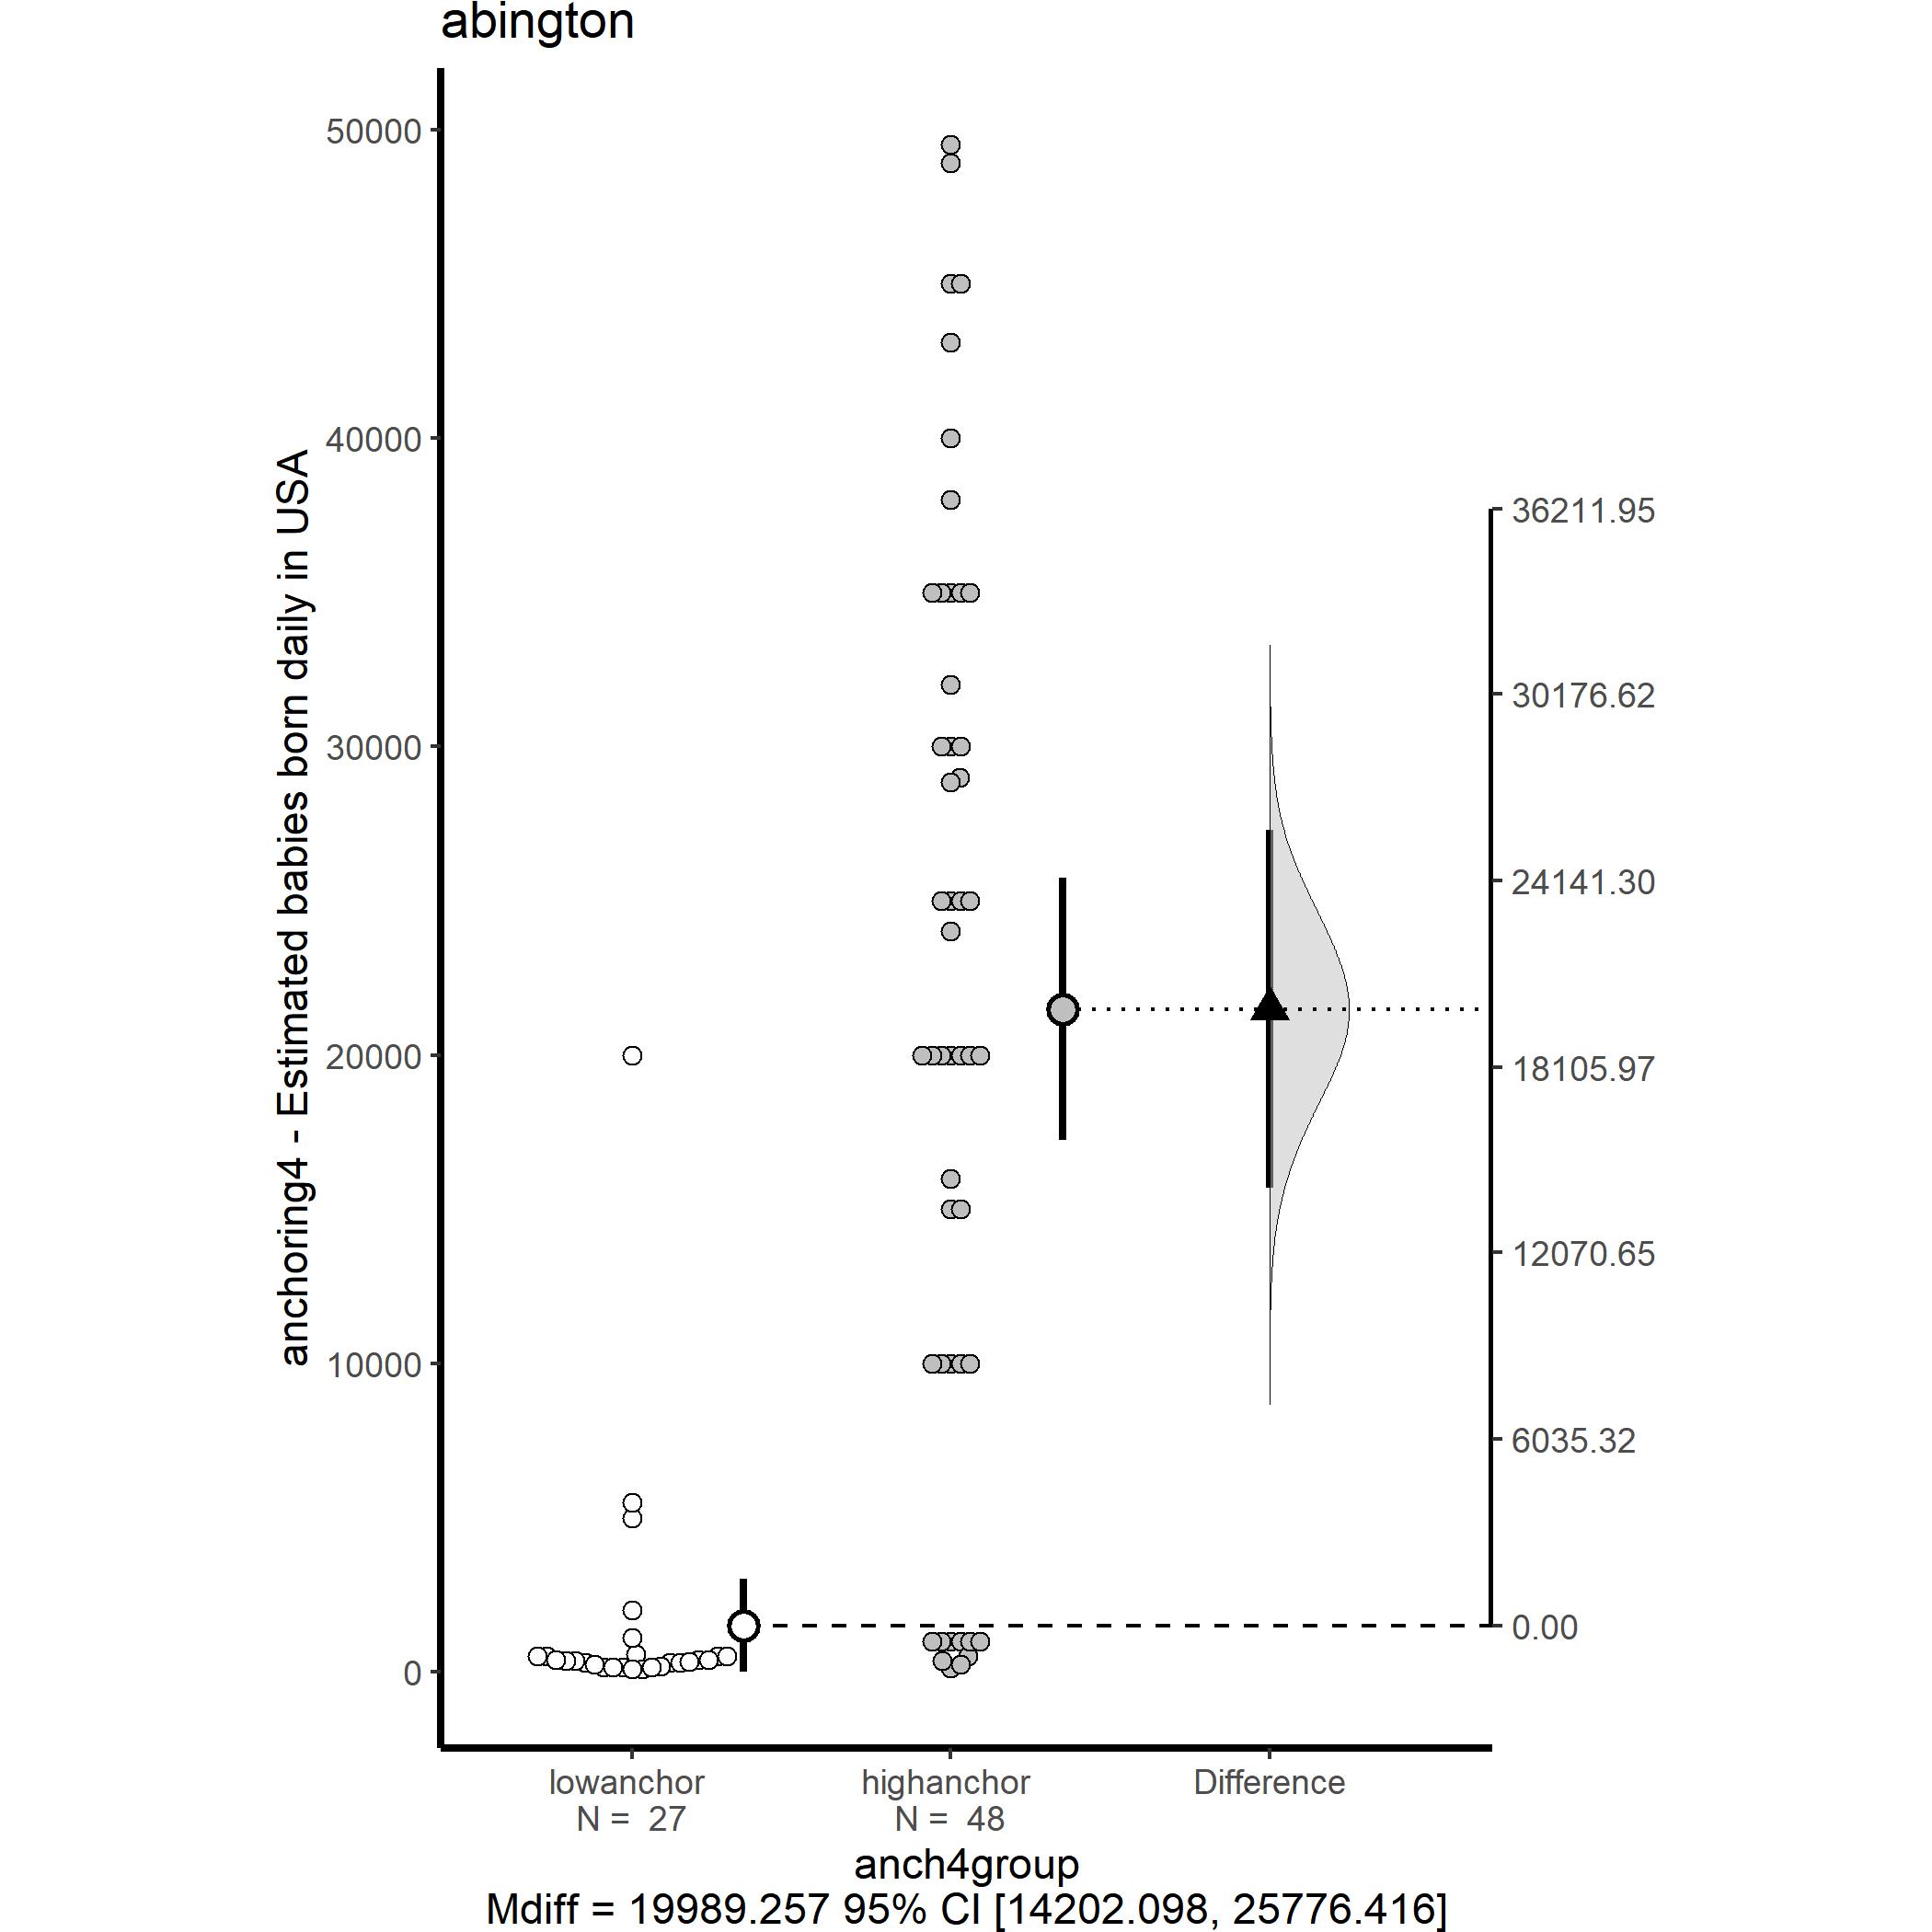 abington
anchoring4 - Estimated babies born daily in USA
50000
40000
30000
20000
10000
0
36211.95
30176.62
24141.30
18105.97
12070.65
6035.32
0.00
lowanchor
N =  27
highanchor
N =  48
Difference
anch4group
Mdiff = 19989.257 95% CI [14202.098, 25776.416]